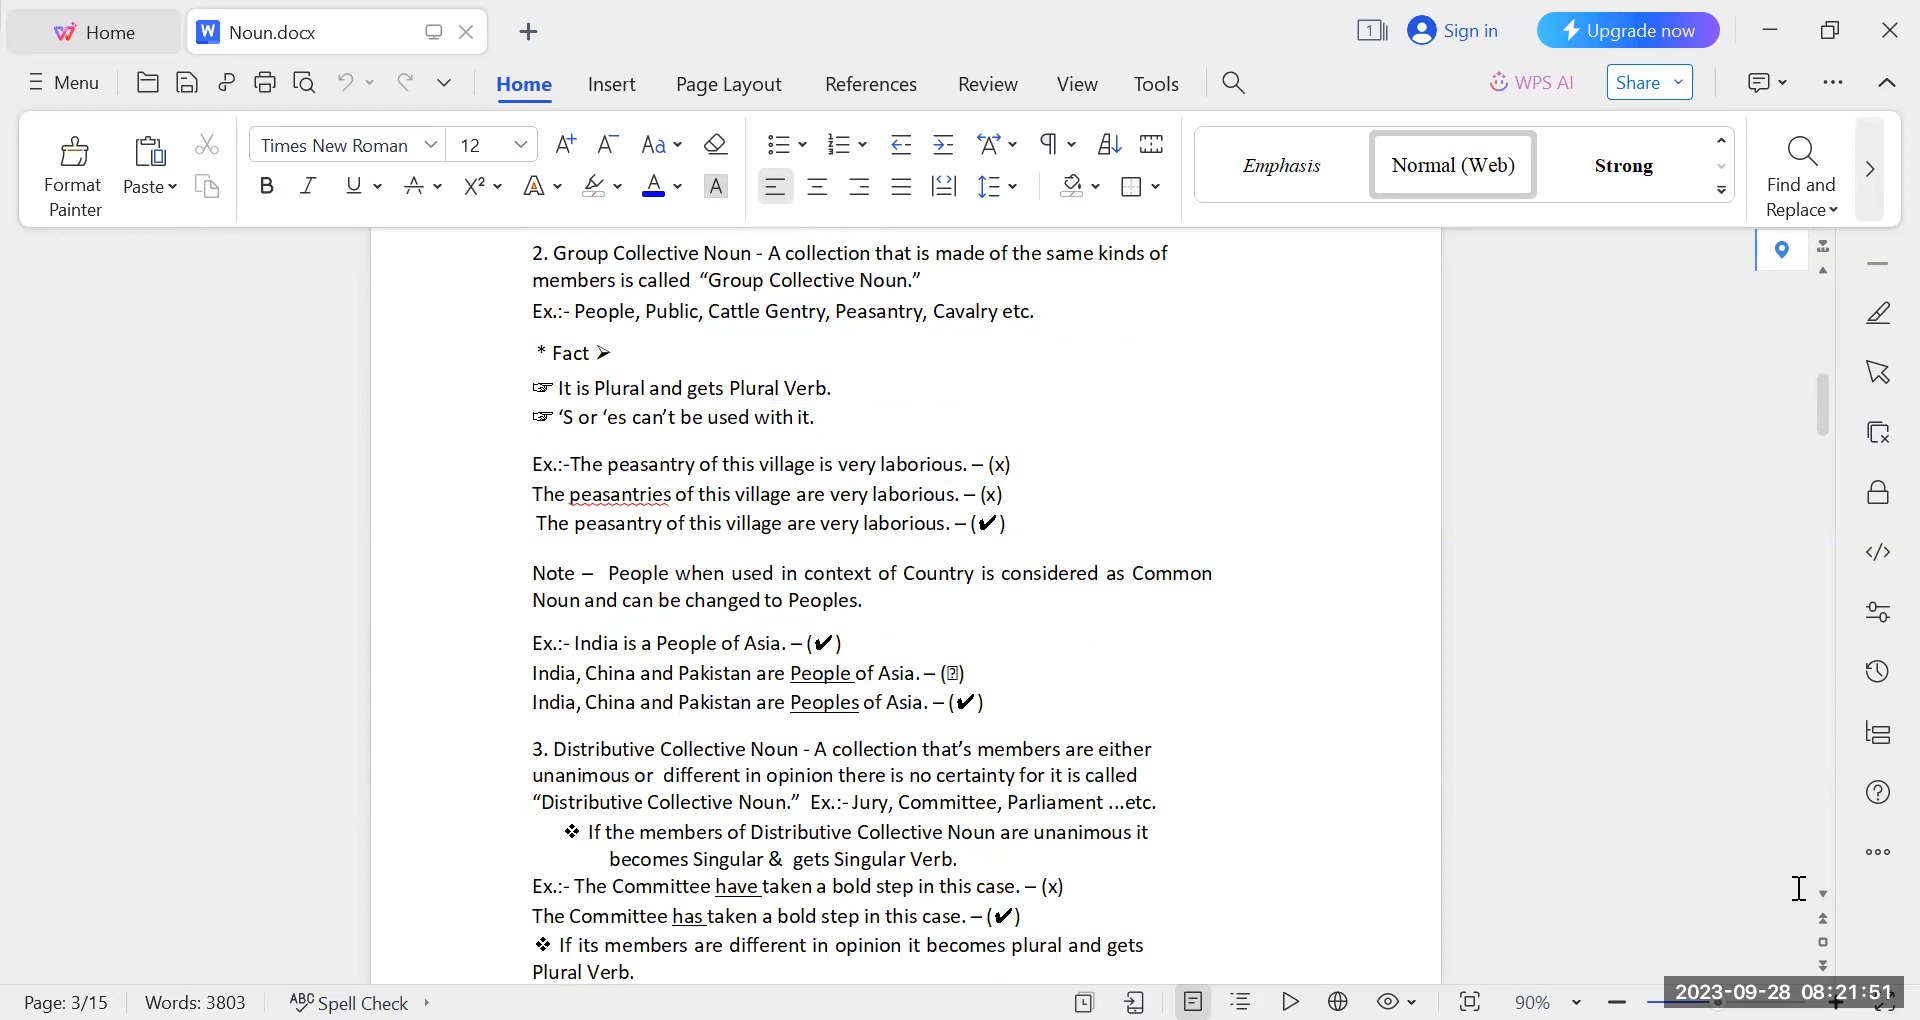 Home
Noun.docx
Sign in
Upgrade now
Menu
Home
Insert
Page Layout
References
Review
View
Tools
WPS AI
Share
Format
Painter
Paste
Times New Roman
12
Emphasis
Normal (Web)
Strong
Find and
Replace
2. Group Collective Noun - A collection that is made of the same kinds of
members is called “Group Collective Noun.”
Ex.:- People, Public, Cattle Gentry, Peasantry, Cavalry etc.
* Fact ➢
☞ It is Plural and gets Plural Verb.
☞ ‘S or ‘es can’t be used with it.
Ex.:-The peasantry of this village is very laborious. – (x)
The peasantries of this village are very laborious. – (x)
The peasantry of this village are very laborious. – (✔)
Note – People when used in context of Country is considered as Common
Noun and can be changed to Peoples.
Ex.:- India is a People of Asia. – (✔)
India, China and Pakistan are People of Asia. – (⍰)
India, China and Pakistan are Peoples of Asia. – (✔)
3. Distributive Collective Noun - A collection that’s members are either
unanimous or different in opinion there is no certainty for it is called
“Distributive Collective Noun.” Ex.:- Jury, Committee, Parliament ...etc.
❖ If the members of Distributive Collective Noun are unanimous it
becomes Singular & gets Singular Verb.
Ex.:- The Committee have taken a bold step in this case. – (x)
The Committee has taken a bold step in this case. – (✔)
❖ If its members are different in opinion it becomes plural and gets
Plural Verb.
Page: 3/15
Words: 3803
Spell Check
90%
2023-09-28 08:21:51